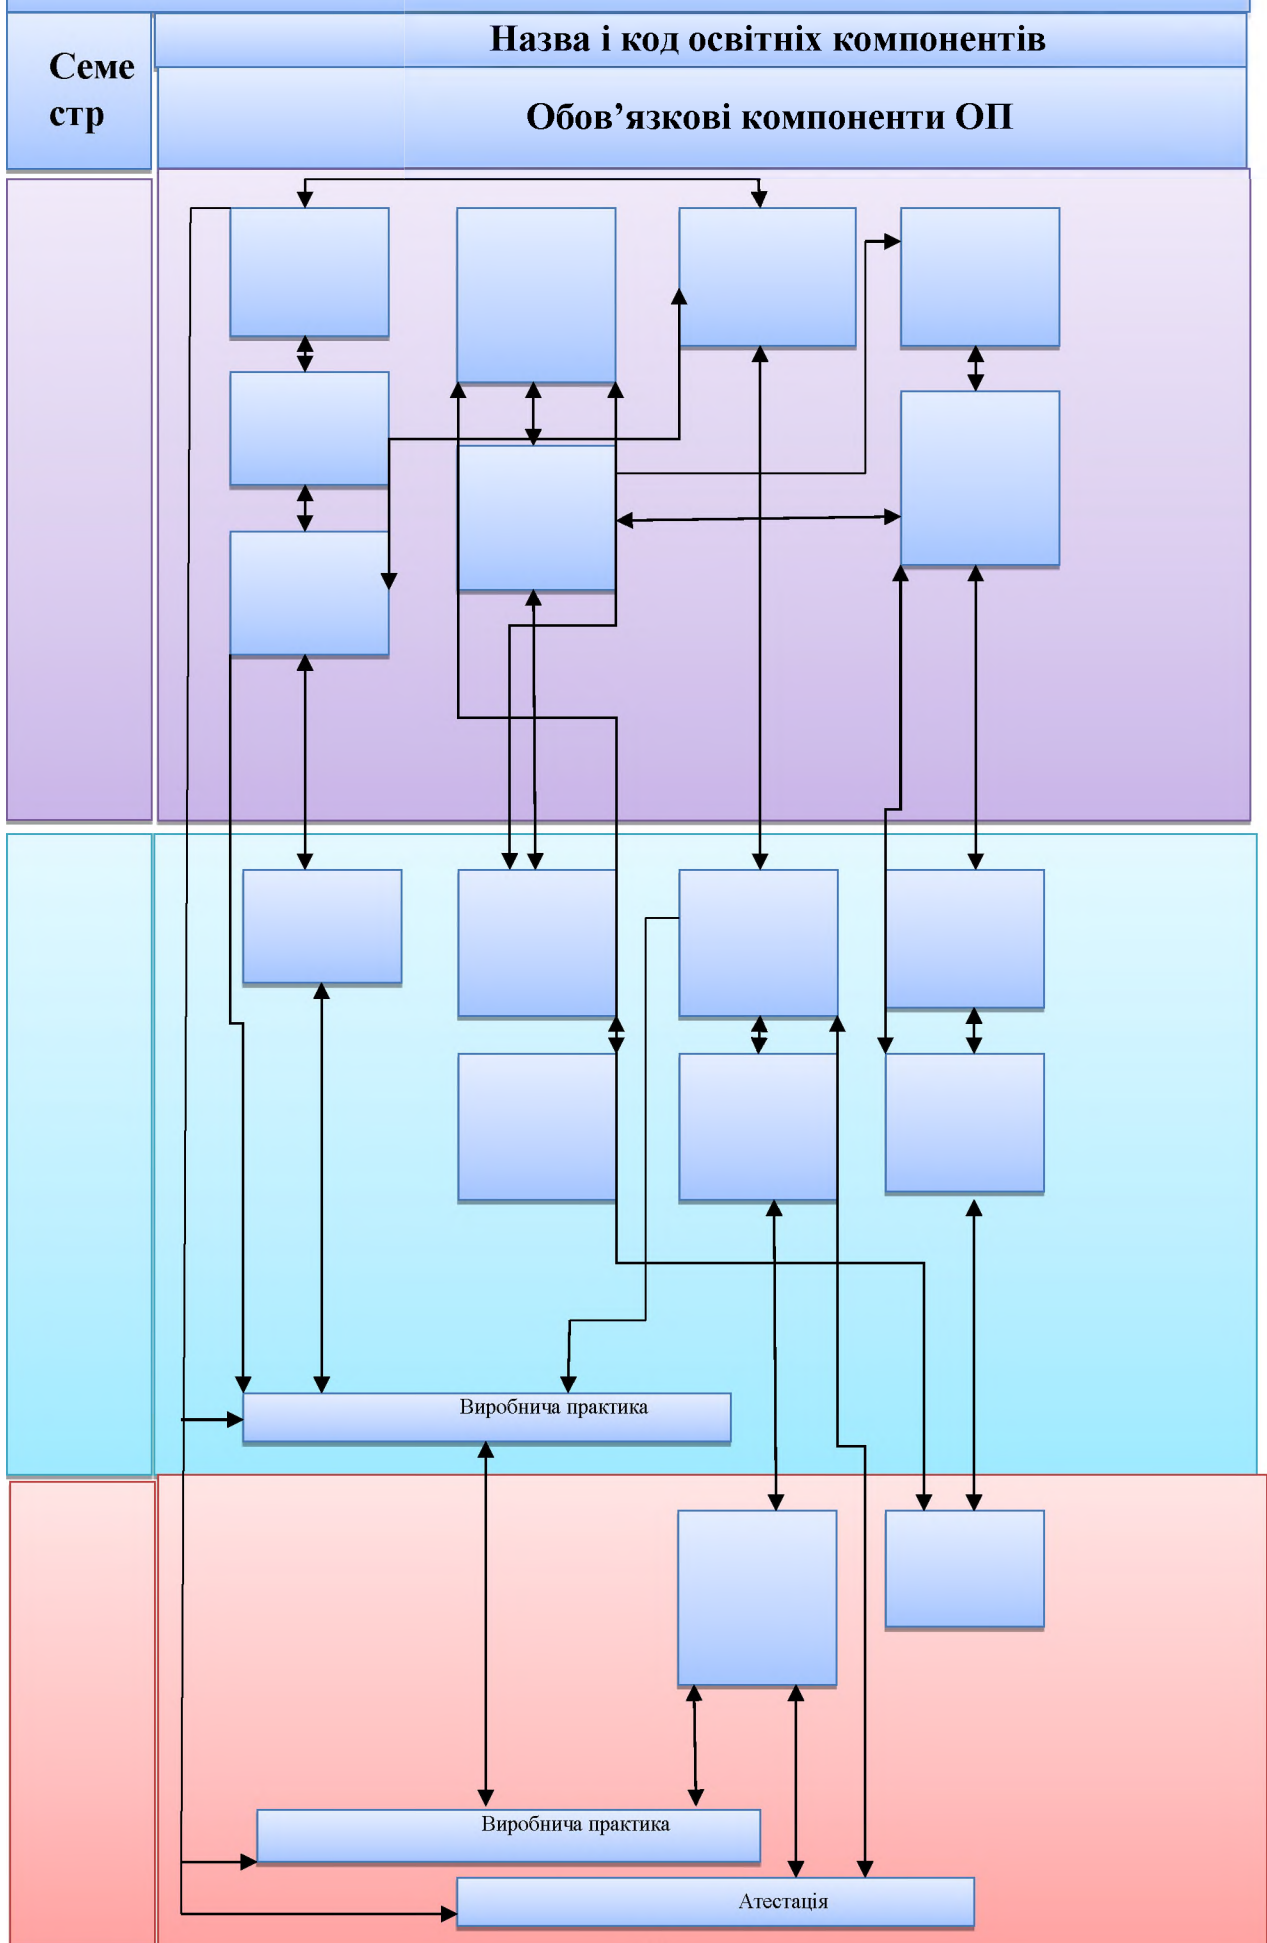 Назва і код освітніх компонентів
Семе
стр
Обов’язкові компоненти ОП
Виробнича практика
Виробнича практика
Атестація